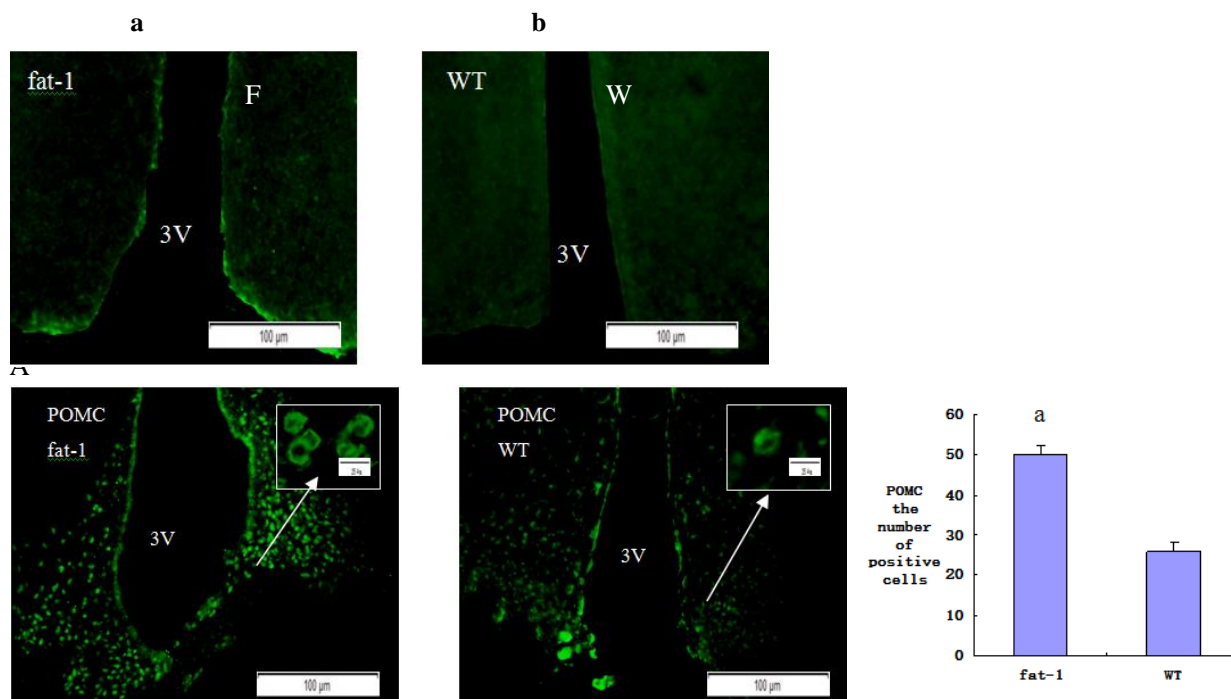 a
b
fat-1
F
3V
100 µm
WT
W
3V
100 µm
A
POMC
fat-1
3V
100 µm
POMC
WT
3V
100 µm
60
50
40
30
20
10
0
POMC
the
number
of
positive
cells
a
fat-1
WT